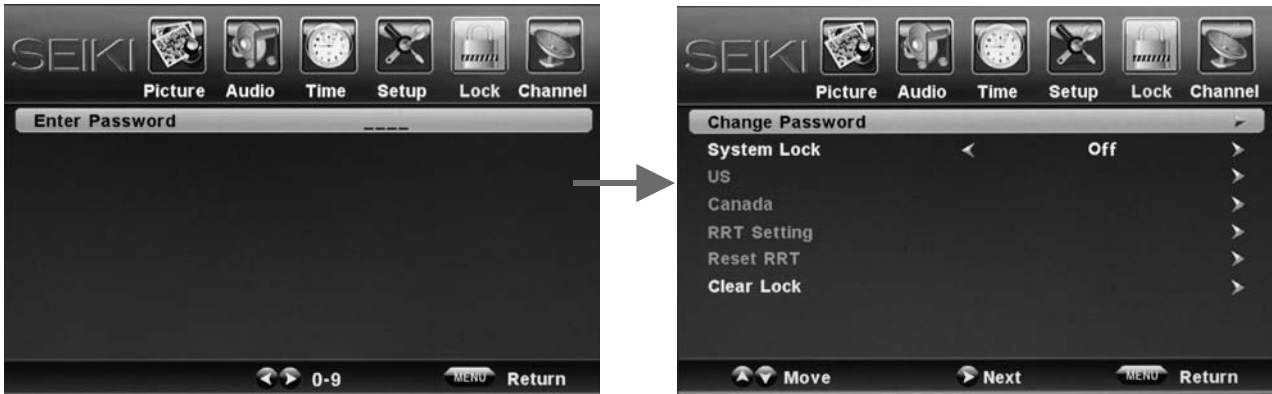 SEIKI
Picture Audio Time Setup Lock Channel
Enter Password ____
0-9 MENU Return
SEIKI
Picture Audio Time Setup Lock Channel
Change Password
System Lock Off
US
Canada
RRT Setting
Reset RRT
Clear Lock
Move Next MENU Return